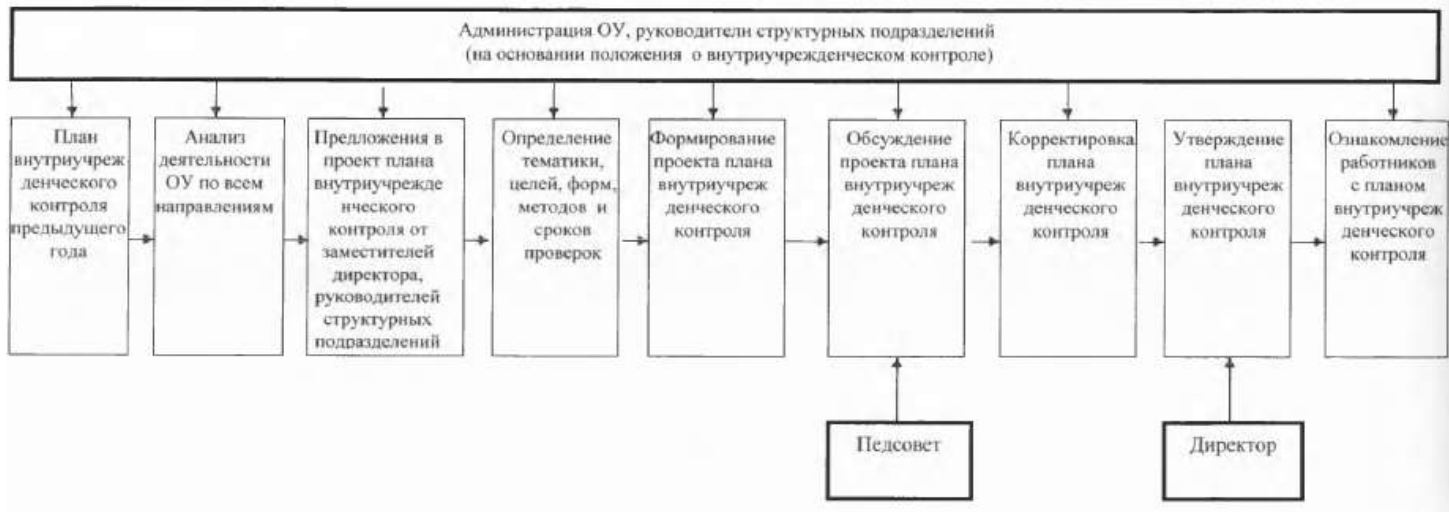 Администрация ОУ, руководители структурных подразделений
(на основании положения о внутриучрежденческом контроле)
План
внутриучреж
денческого
контроля
предыдущего
года
Анализ
деятельности
ОУ по всем
направлениям
Предложения в
проект плана
внутриучрежде
нческого
контроля от
заместителей
директора,
руководителей
структурных
подразделений
Определение
тематики,
целей, форм,
методов и
сроков
проверок
Формирование
проекта плана
внутриучреж
денческого
контроля
Обсуждение
проекта плана
внутриучреж
денческого
контроля
Корректировка
плана
внутриучреж
денческого
контроля
Утверждение
плана
внутриучреж
денческого
контроля
Ознакомление
работников
с планом
внутриучреж
денческого
контроля
Педсовет
Директор